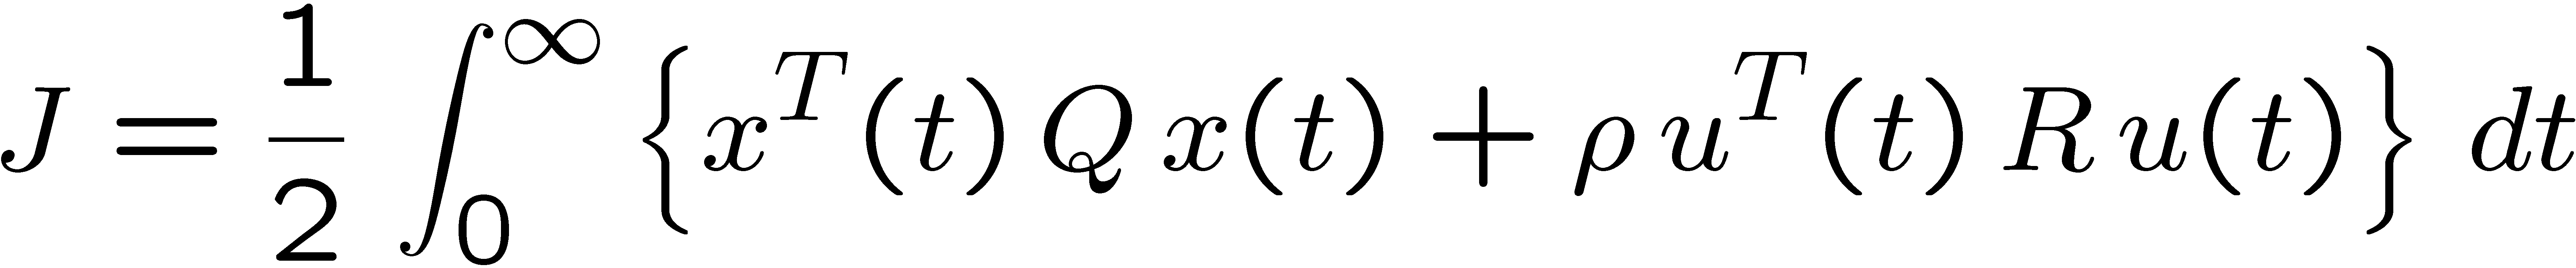 J = \frac{1}{2} \int_0^\infty \left\{ x^T(t) Q x(t) + \rho u^T(t) R u(t) \right\} dt